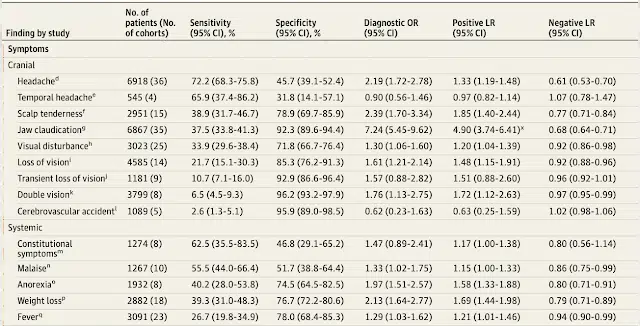 Finding by study No. of patients (No. of cohorts) Sensitivity (95% CI), % Specificity (95% CI), % Diagnostic OR (95% CI) Positive LR (95% CI) Negative LR (95% CI)
Symptoms
Cranial
Headacheᵈ 6918 (36) 72.2 (68.3-75.8) 45.7 (39.1-52.4) 2.19 (1.72-2.78) 1.33 (1.19-1.48) 0.61 (0.53-0.70)
Temporal headacheᵉ 545 (4) 65.9 (37.4-86.2) 31.8 (14.1-57.1) 0.90 (0.56-1.46) 0.97 (0.82-1.14) 1.07 (0.78-1.47)
Scalp tendernessᶠ 2951 (15) 38.9 (31.7-46.7) 78.9 (69.7-85.9) 2.39 (1.70-3.34) 1.85 (1.40-2.44) 0.77 (0.71-0.84)
Jaw claudicationᵍ 6867 (35) 37.5 (33.8-41.3) 92.3 (89.6-94.4) 7.24 (5.45-9.62) 4.90 (3.74-6.41)ˣ 0.68 (0.64-0.71)
Visual disturbanceʰ 3023 (25) 33.9 (29.6-38.4) 71.8 (66.7-76.4) 1.30 (1.06-1.60) 1.20 (1.04-1.39) 0.92 (0.86-0.98)
Loss of visionⁱ 4585 (14) 21.7 (15.1-30.3) 85.3 (76.2-91.3) 1.61 (1.21-2.14) 1.48 (1.15-1.91) 0.92 (0.88-0.96)
Transient loss of visionʲ 1181 (9) 10.7 (7.1-16.0) 92.9 (86.6-96.4) 1.57 (0.88-2.82) 1.51 (0.88-2.60) 0.96 (0.92-1.01)
Double visionᵏ 3799 (8) 6.5 (4.5-9.3) 96.2 (93.2-97.9) 1.76 (1.13-2.75) 1.72 (1.12-2.63) 0.97 (0.95-0.99)
Cerebrovascular accidentˡ 1089 (5) 2.6 (1.3-5.1) 95.9 (89.0-98.5) 0.62 (0.23-1.63) 0.63 (0.25-1.59) 1.02 (0.98-1.06)
Systemic
Constitutional symptomsᵐ 1274 (8) 62.5 (35.5-83.5) 46.8 (29.1-65.2) 1.47 (0.89-2.41) 1.17 (1.00-1.38) 0.80 (0.56-1.14)
Malaiseⁿ 1267 (10) 55.5 (44.0-66.4) 51.7 (38.8-64.4) 1.33 (1.02-1.75) 1.15 (1.00-1.33) 0.86 (0.75-0.99)
Anorexiaᵒ 1932 (8) 40.2 (28.0-53.8) 74.5 (64.5-82.5) 1.97 (1.51-2.57) 1.58 (1.33-1.88) 0.80 (0.71-0.91)
Weight lossᵖ 2882 (18) 39.3 (31.0-48.3) 76.7 (72.2-80.6) 2.13 (1.64-2.77) 1.69 (1.44-1.98) 0.79 (0.71-0.89)
Fever𐞥 3091 (23) 26.7 (19.8-34.9) 78.0 (68.4-85.3) 1.29 (1.03-1.62) 1.21 (1.01-1.46) 0.94 (0.90-0.99)